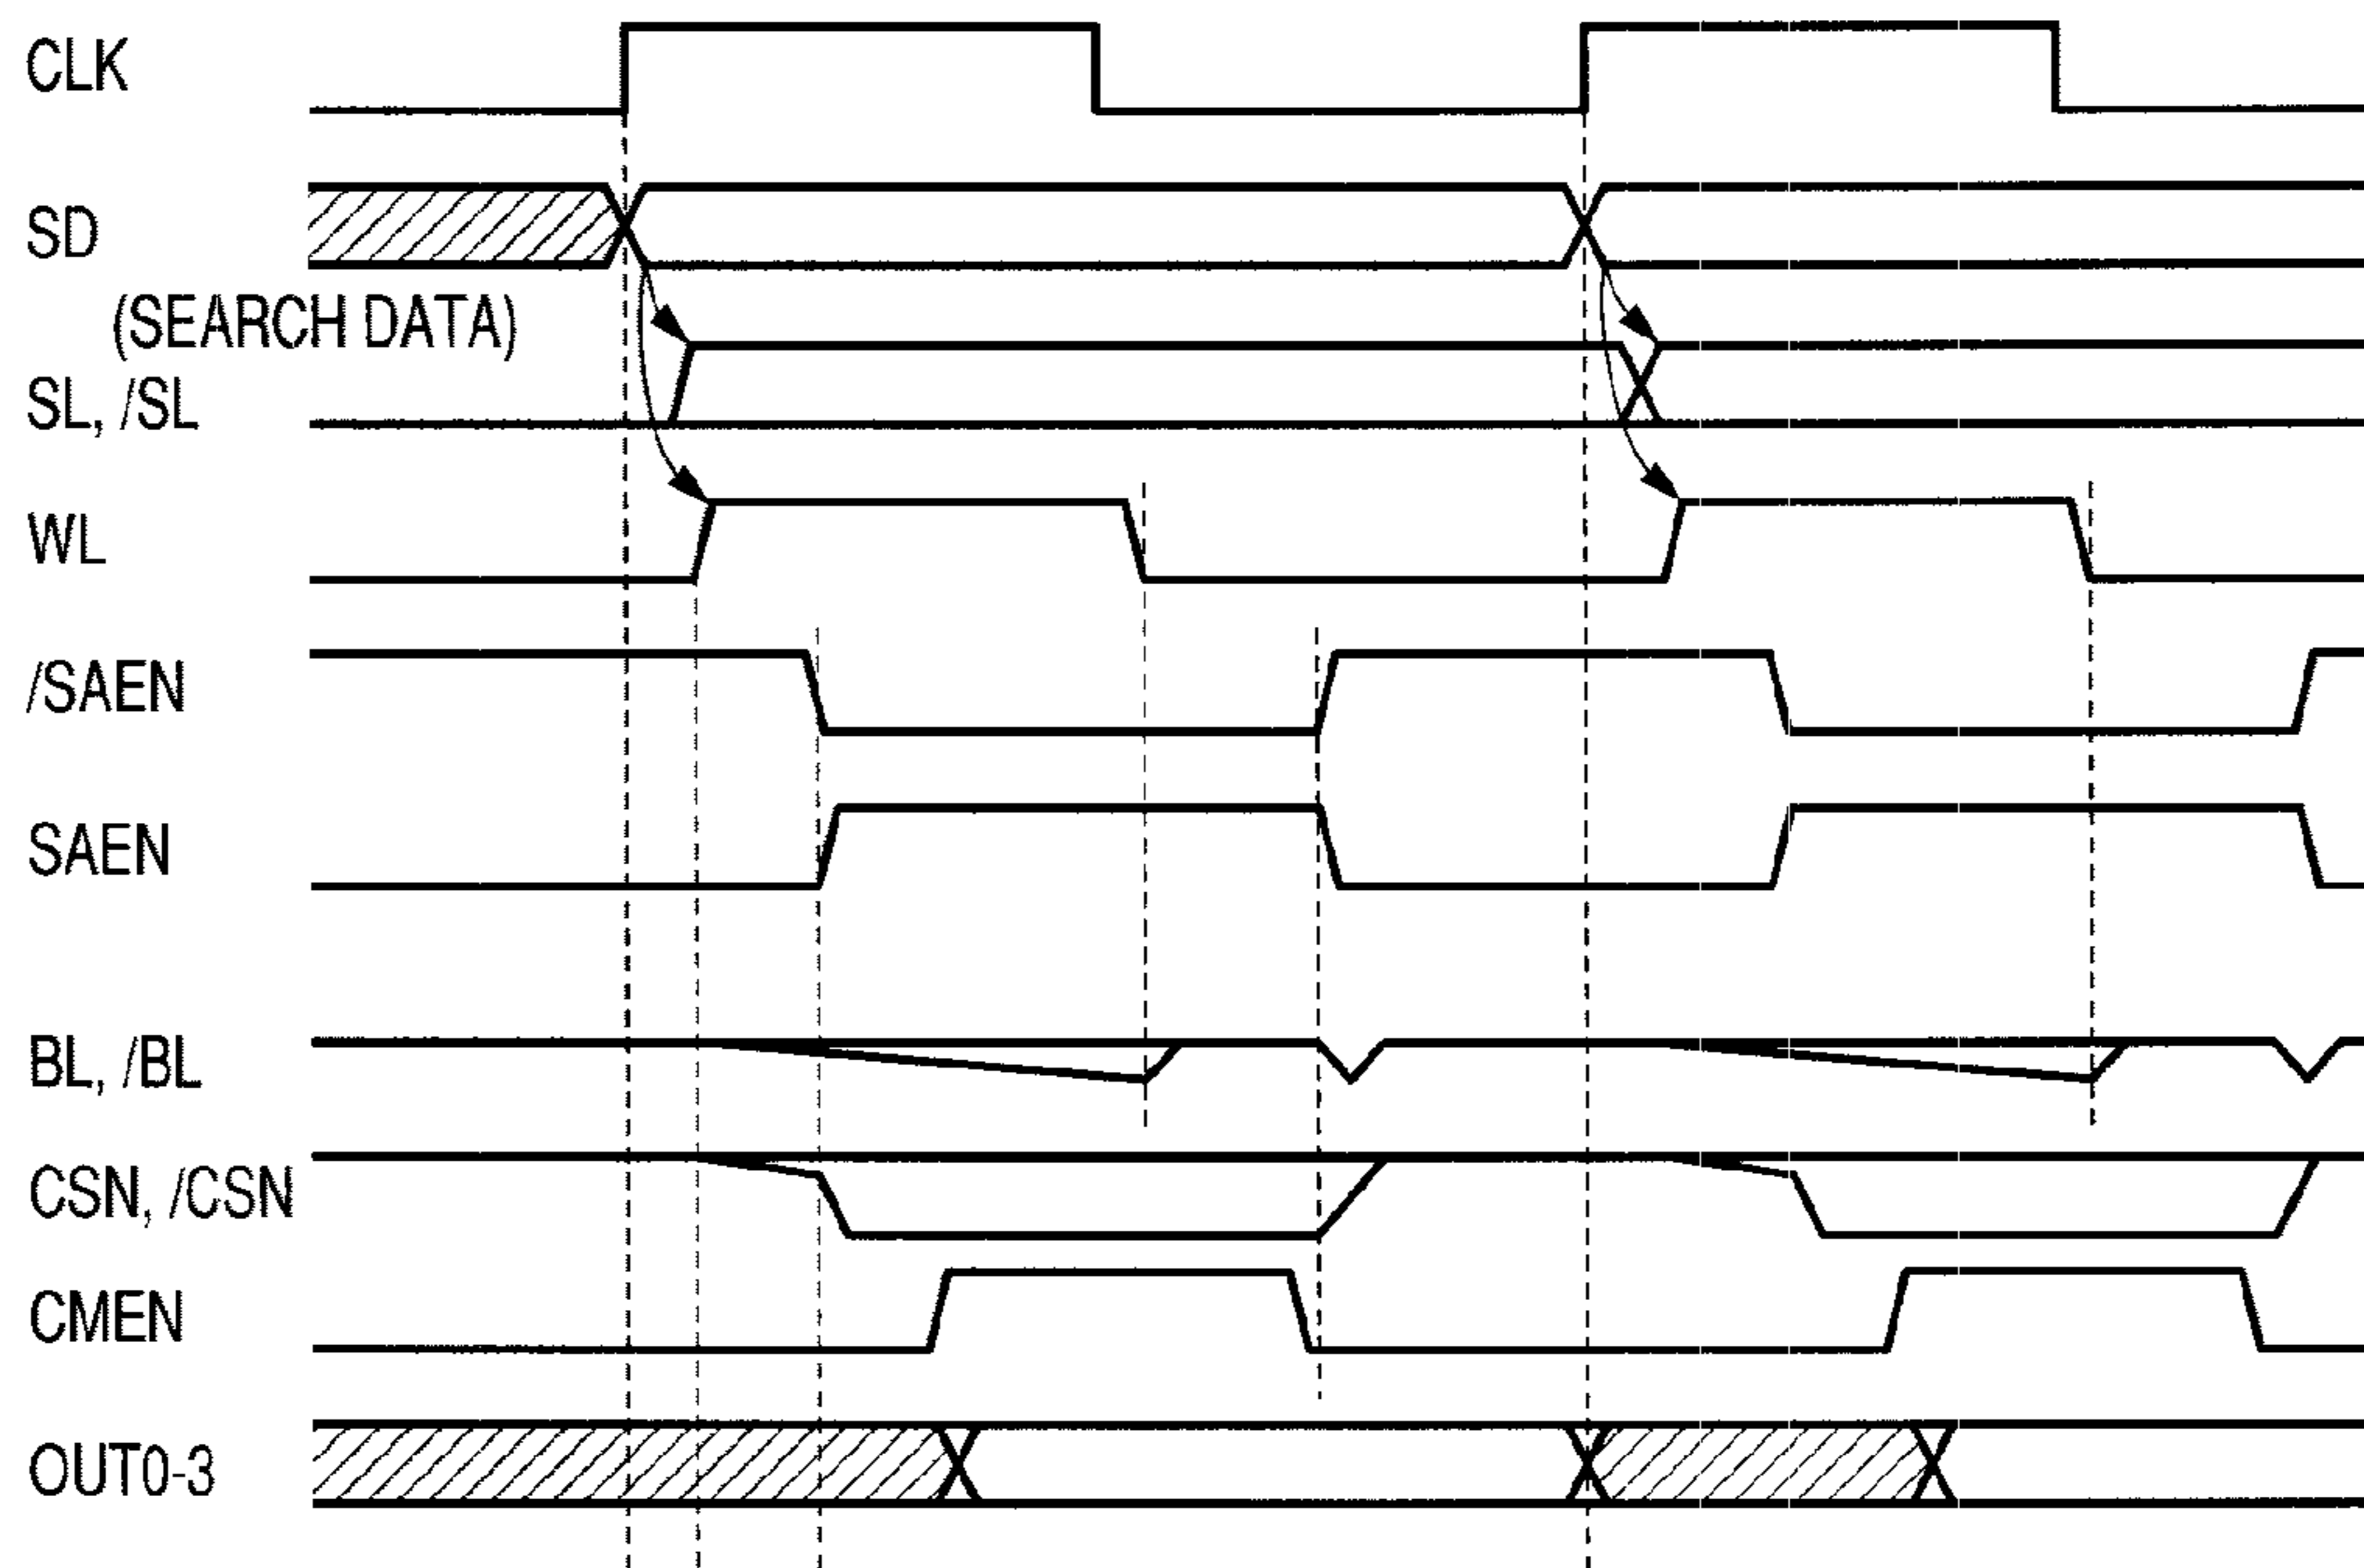 CLK
SD
(SEARCH DATA)
SL, /SL
WL
/SAEN
SAEN
BL, /BL
CSN, /CSN
CMEN
OUT0-3